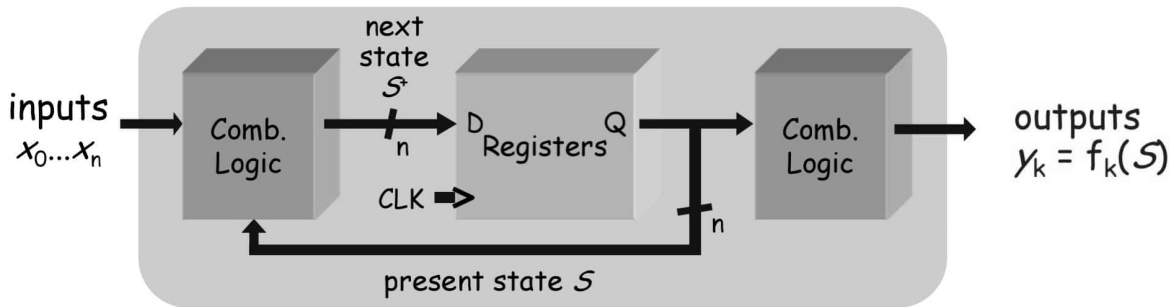 inputs
x₀...xₙ
Comb.
Logic
next
state
S⁺
n
D
Q
Registers
CLK
n
present state S
Comb.
Logic
outputs
yₖ = fₖ(S)